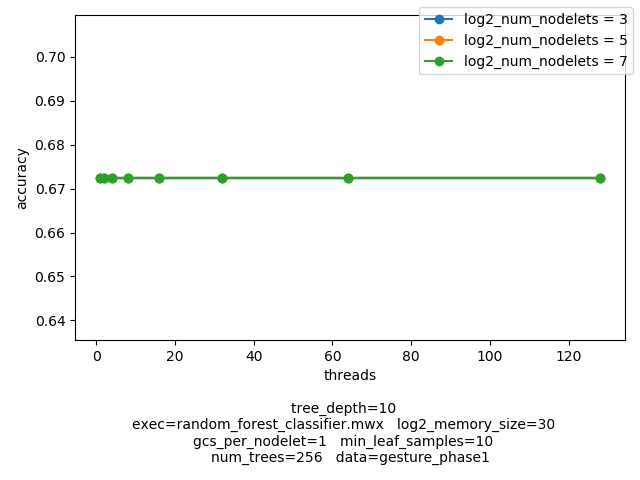 log2_num_nodelets = 3
log2_num_nodelets = 5
log2_num_nodelets = 7
0.70
0.69
0.68
0.67
0.66
0.65
0.64
accuracy
0 20 40 60 80 100 120
threads
tree_depth=10
exec=random_forest_classifier.mwx log2_memory_size=30
gcs_per_nodelet=1 min_leaf_samples=10
num_trees=256 data=gesture_phase1